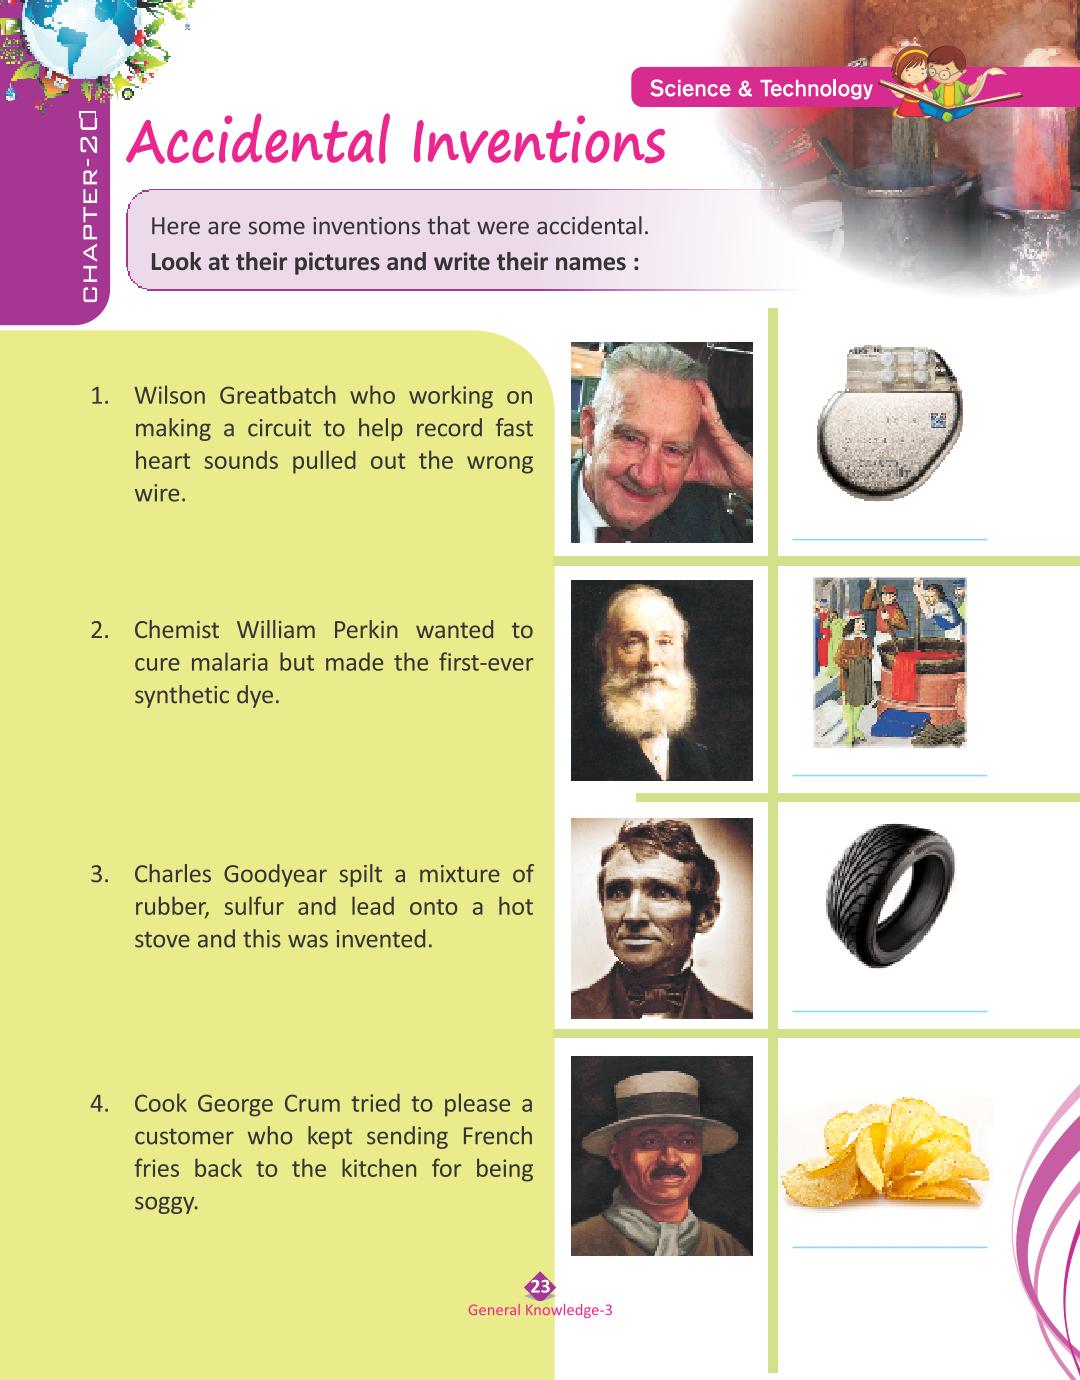 Science & Technology
CHAPTER-20
Accidental Inventions
Here are some inventions that were accidental.
Look at their pictures and write their names :
1. Wilson Greatbatch who working on
making a circuit to help record fast
heart sounds pulled out the wrong
wire.
2. Chemist William Perkin wanted to
cure malaria but made the first-ever
synthetic dye.
3. Charles Goodyear spilt a mixture of
rubber, sulfur and lead onto a hot
stove and this was invented.
4. Cook George Crum tried to please a
customer who kept sending French
fries back to the kitchen for being
soggy.
23
General Knowledge-3